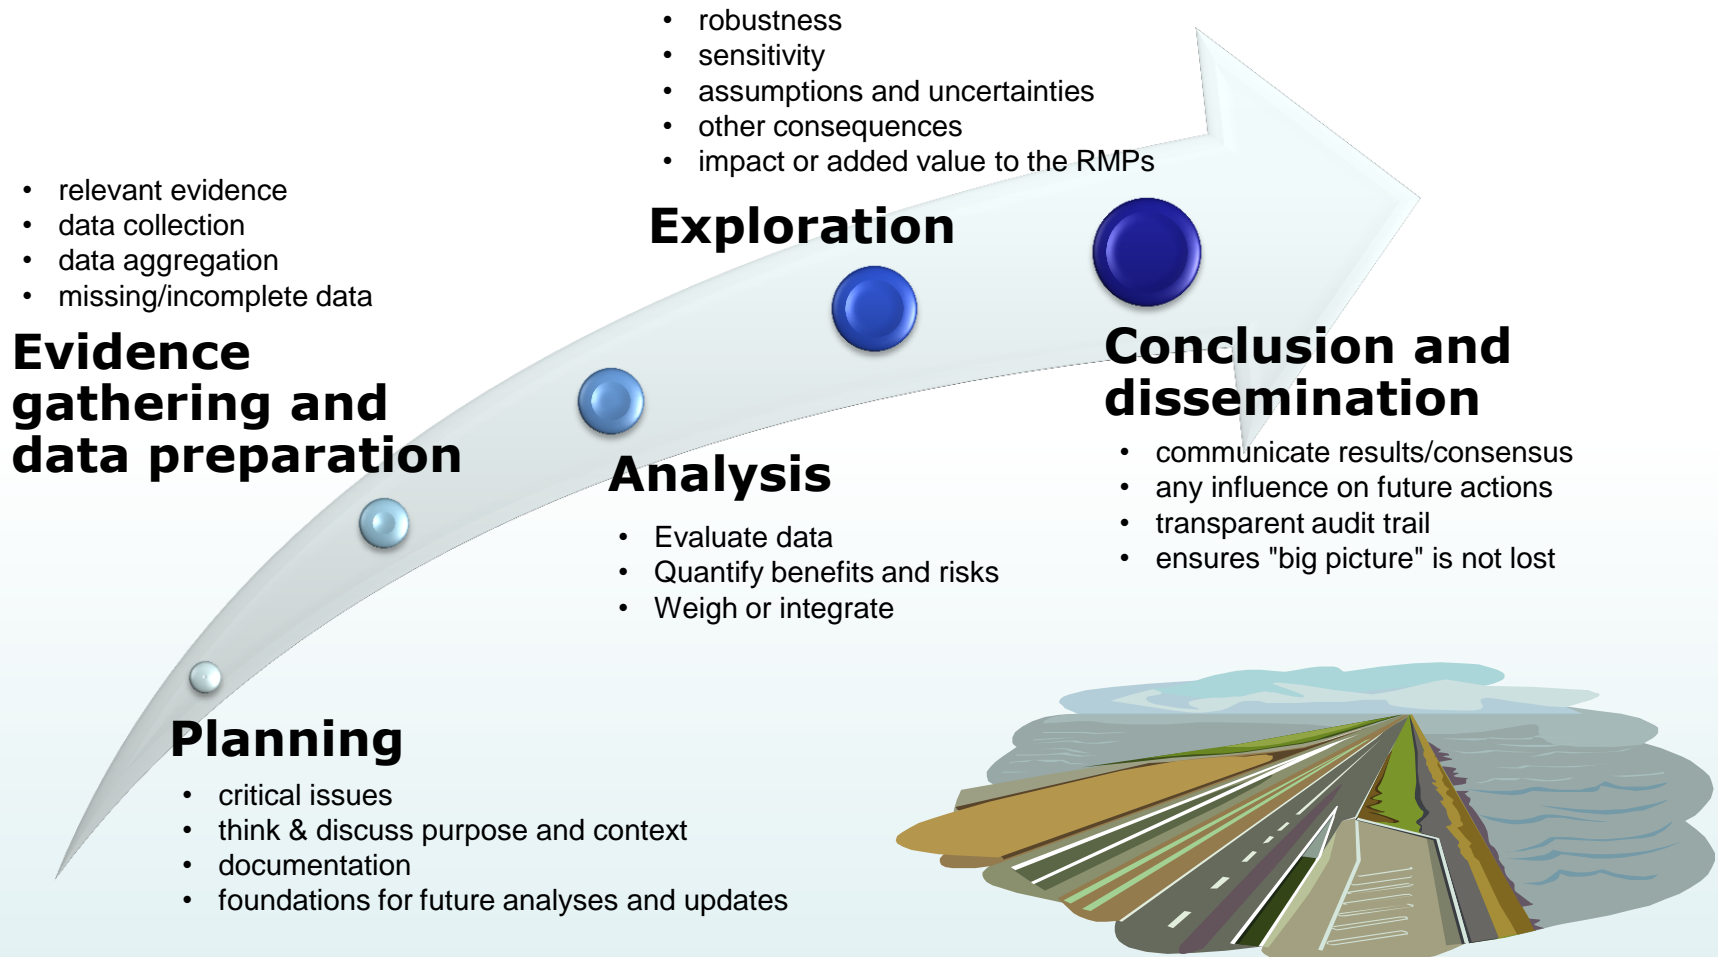 • robustness
• sensitivity
• assumptions and uncertainties
• other consequences
• impact or added value to the RMPs
Exploration
• relevant evidence
• data collection
• data aggregation
• missing/incomplete data
Evidence
gathering and
data preparation
Conclusion and
dissemination
• communicate results/consensus
• any influence on future actions
• transparent audit trail
• ensures "big picture" is not lost
Analysis
• Evaluate data
• Quantify benefits and risks
• Weigh or integrate
Planning
• critical issues
• think & discuss purpose and context
• documentation
• foundations for future analyses and updates